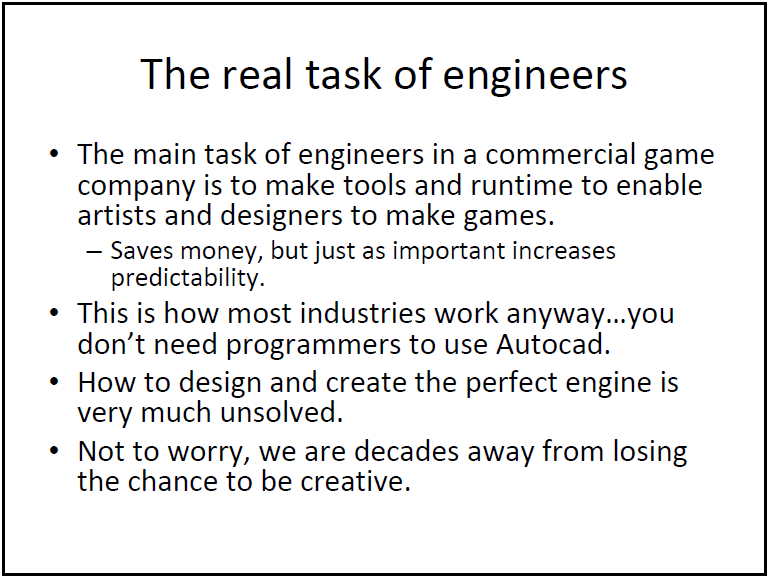 The real task of engineers
• The main task of engineers in a commercial game
company is to make tools and runtime to enable
artists and designers to make games.
– Saves money, but just as important increases
predictability.
• This is how most industries work anyway…you
don’t need programmers to use Autocad.
• How to design and create the perfect engine is
very much unsolved.
• Not to worry, we are decades away from losing
the chance to be creative.